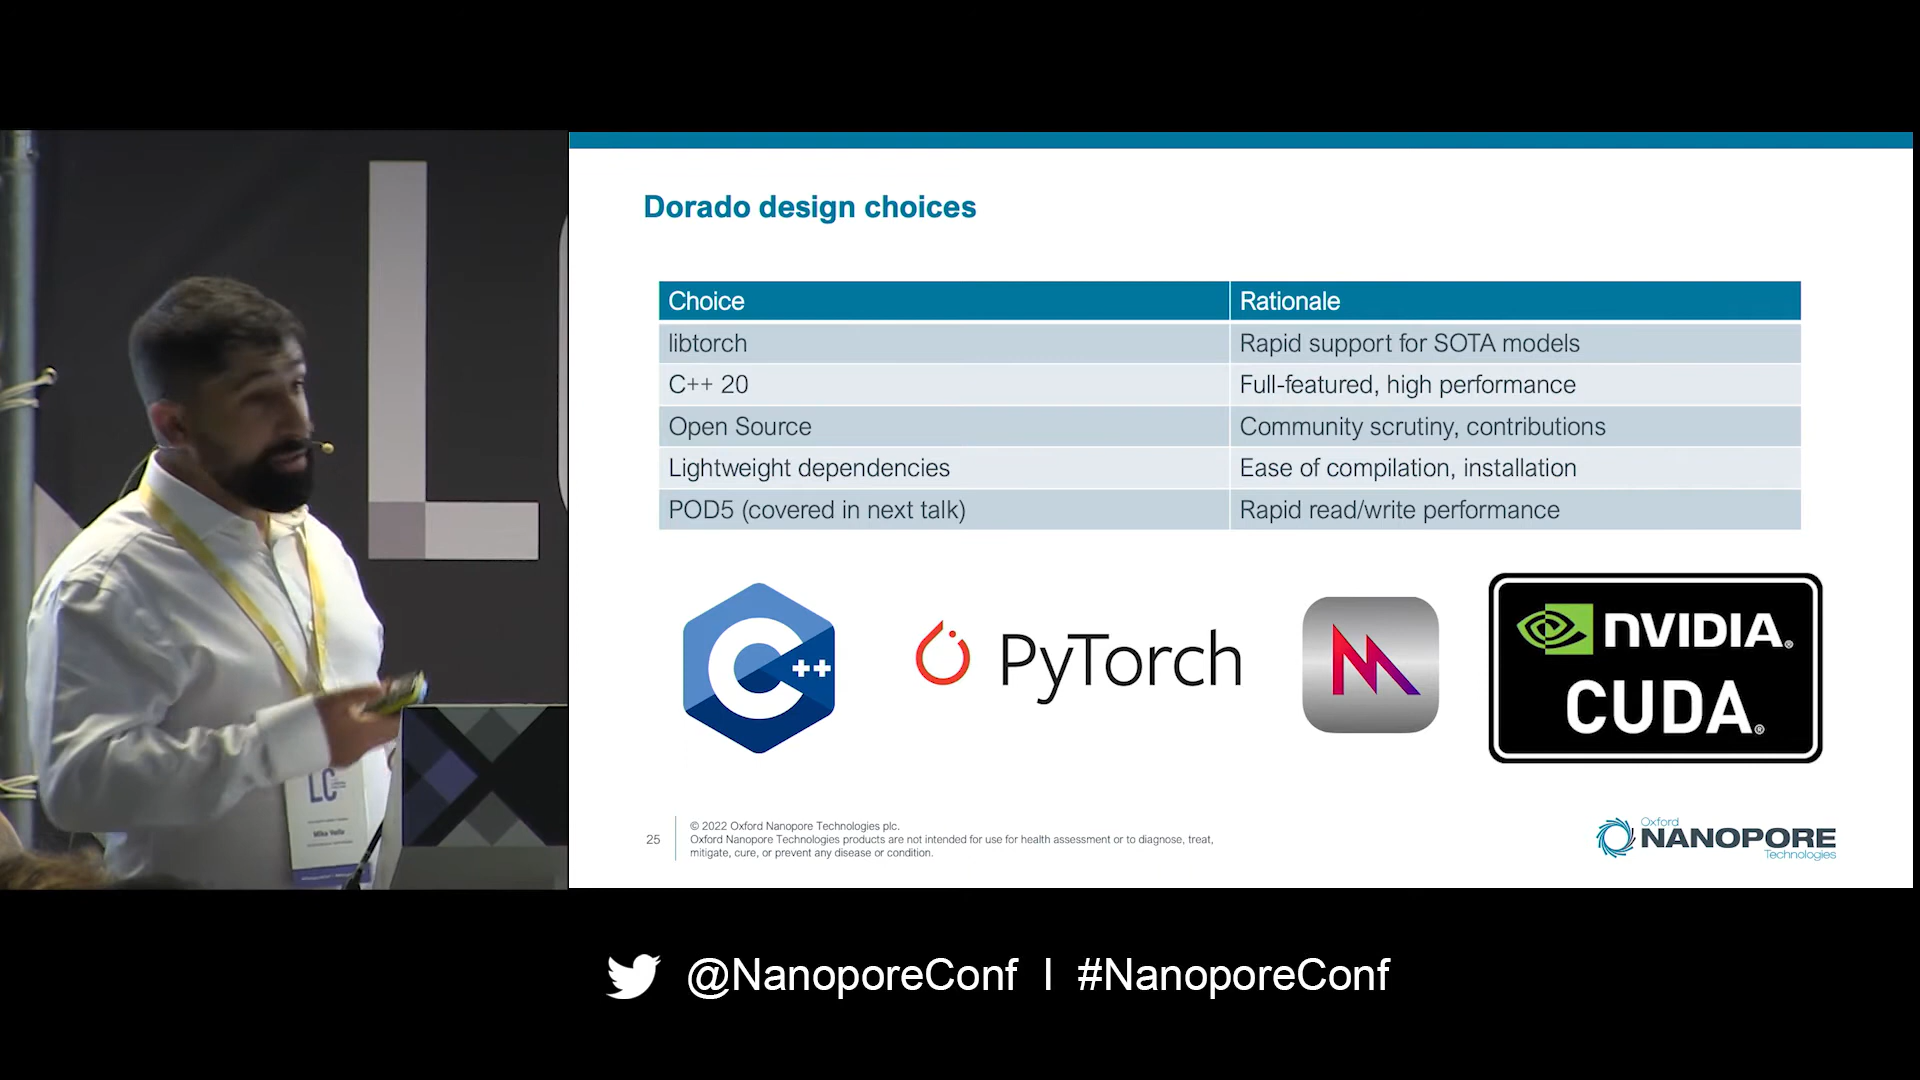 Dorado design choices
Choice Rationale
libtorch Rapid support for SOTA models
C++ 20 Full-featured, high performance
Open Source Community scrutiny, contributions
Lightweight dependencies Ease of compilation, installation
POD5 (covered in next talk) Rapid read/write performance
C++
PyTorch
NVIDIA®
CUDA®
25
© 2022 Oxford Nanopore Technologies plc.
Oxford Nanopore Technologies products are not intended for use for health assessment or to diagnose, treat,
mitigate, cure, or prevent any disease or condition.
Oxford
NANOPORE
Technologies
LC
@NanoporeConf | #NanoporeConf